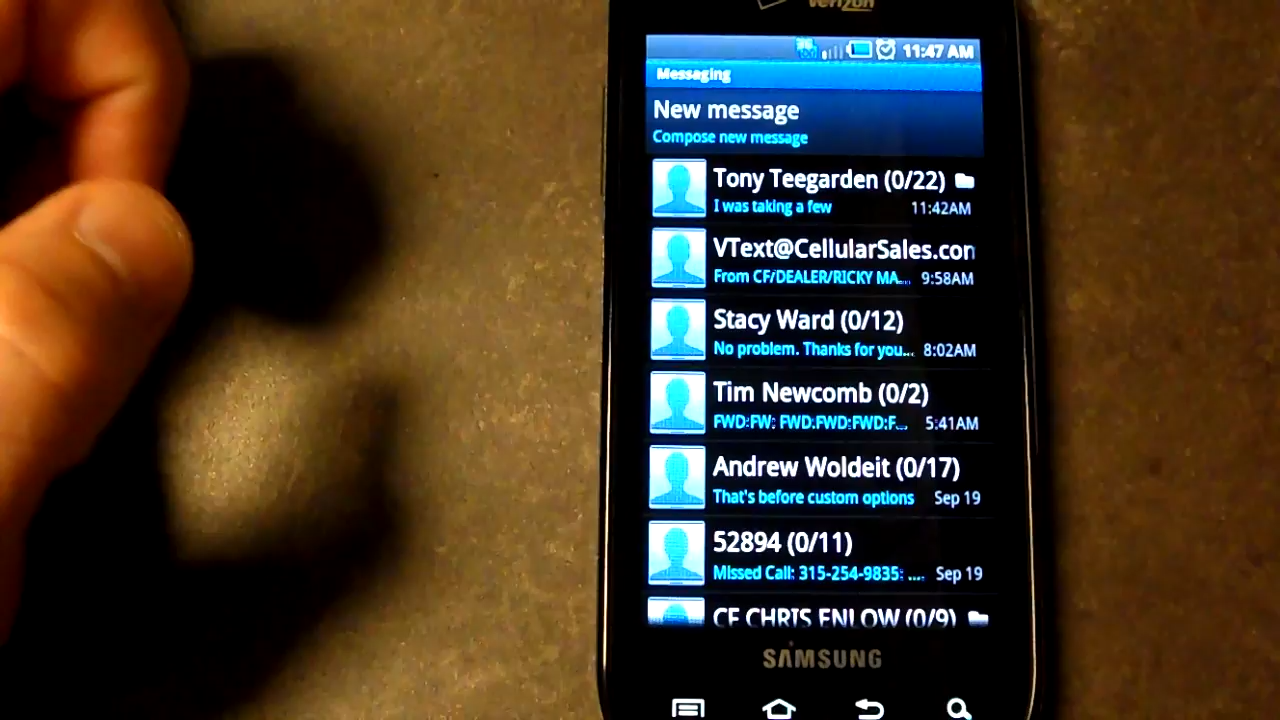 verizon
11:47 AM
Messaging
New message
Compose new message
Tony Teegarden (0/22)
I was taking a few 11:42AM
VText@CellularSales.con
From CF/DEALER/RICKY MA... 9:58AM
Stacy Ward (0/12)
No problem. Thanks for you... 8:02AM
Tim Newcomb (0/2)
FWD:FW: FWD:FWD:FWD:F... 5:41AM
Andrew Woldeit (0/17)
That's before custom options Sep 19
52894 (0/11)
Missed Call: 315-254-9835: .... Sep 19
CF CHRIS ENLOW (0/9)
SAMSUNG